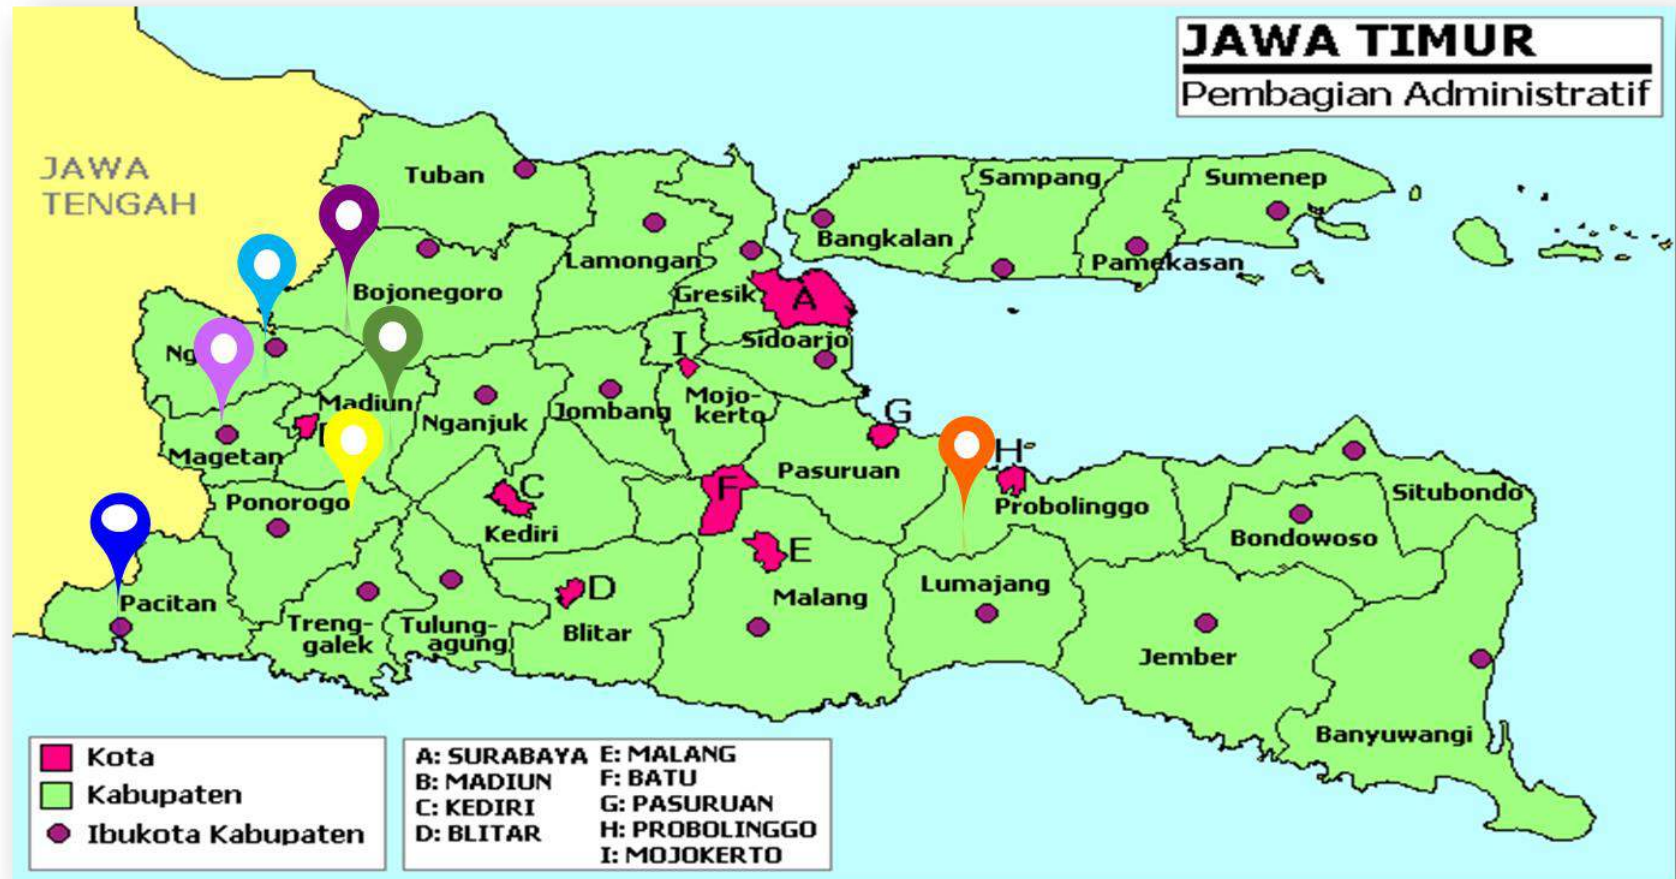 JAWA TIMUR
Pembagian Administratif
JAWA
TENGAH
Tuban
Sampang
Sumenep
Bangkalan
Lamongan
Pamekasan
Bojonegoro
Gresik
A
Sidoarjo
I
Ng
Madiun
Nganjuk
Jombang
Mojo-
kerto
G
Magetan
Pasuruan
H
Ponorogo
C
F
Probolinggo
Situbondo
Kediri
Bondowoso
E
Pacitan
D
Malang
Lumajang
Treng-
galek
Tulung-
agung
Blitar
Jember
Banyuwangi
Kota
Kabupaten
Ibukota Kabupaten
A: SURABAYA
B: MADIUN
C: KEDIRI
D: BLITAR
E: MALANG
F: BATU
G: PASURUAN
H: PROBOLINGGO
I: MOJOKERTO